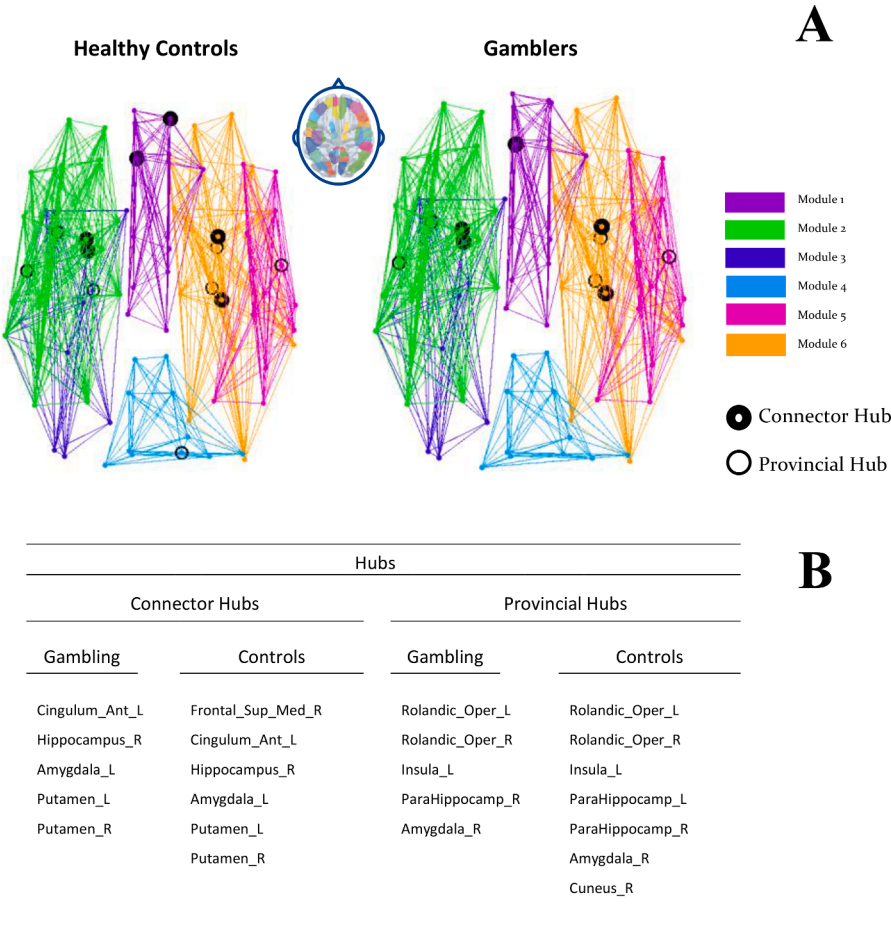 A
Healthy Controls
Gamblers
Module 1
Module 2
Module 3
Module 4
Module 5
Module 6
Connector Hub
Provincial Hub
B
Hubs
Connector Hubs Provincial Hubs
Gambling Controls Gambling Controls
Cingulum_Ant_L Frontal_Sup_Med_R Rolandic_Oper_L Rolandic_Oper_L
Hippocampus_R Cingulum_Ant_L Rolandic_Oper_R Rolandic_Oper_R
Amygdala_L Hippocampus_R Insula_L Insula_L
Putamen_L Amygdala_L ParaHippocamp_R ParaHippocamp_L
Putamen_R Putamen_L Amygdala_R ParaHippocamp_R
Putamen_R Amygdala_R
Cuneus_R